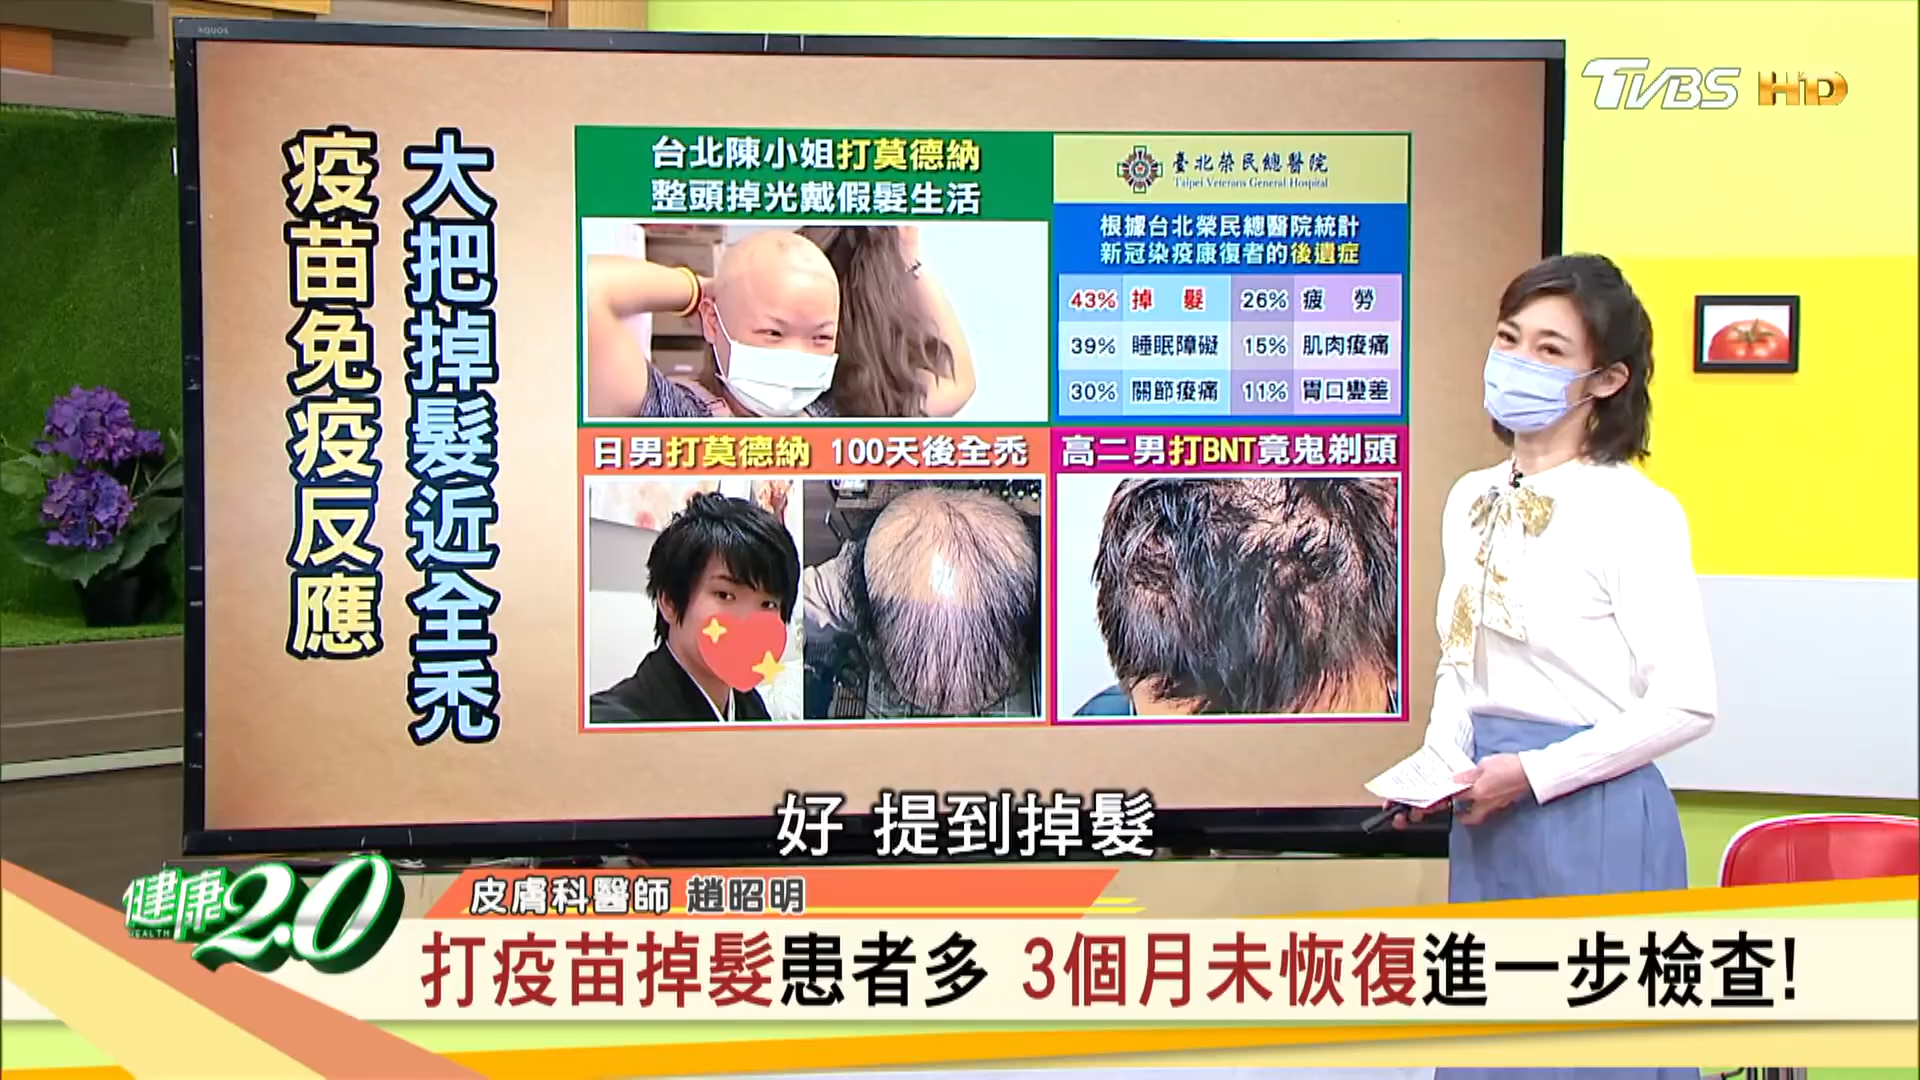 AQUOS
TVBS HD
疫苗免疫反應
大把掉髮近全禿
台北陳小姐打莫德納
整頭掉光戴假髮生活
臺北榮民總醫院
Taipei Veterans General Hospital
根據台北榮民總醫院統計
新冠染疫康復者的後遺症
43% 掉 髮 26% 疲 勞
39% 睡眠障礙 15% 肌肉痠痛
30% 關節痠痛 11% 胃口變差
日男打莫德納 100天後全禿
高二男打BNT竟鬼剃頭
好 提到掉髮
健康2.0
HEALTH
皮膚科醫師 趙昭明
打疫苗掉髮患者多 3個月未恢復進一步檢查!